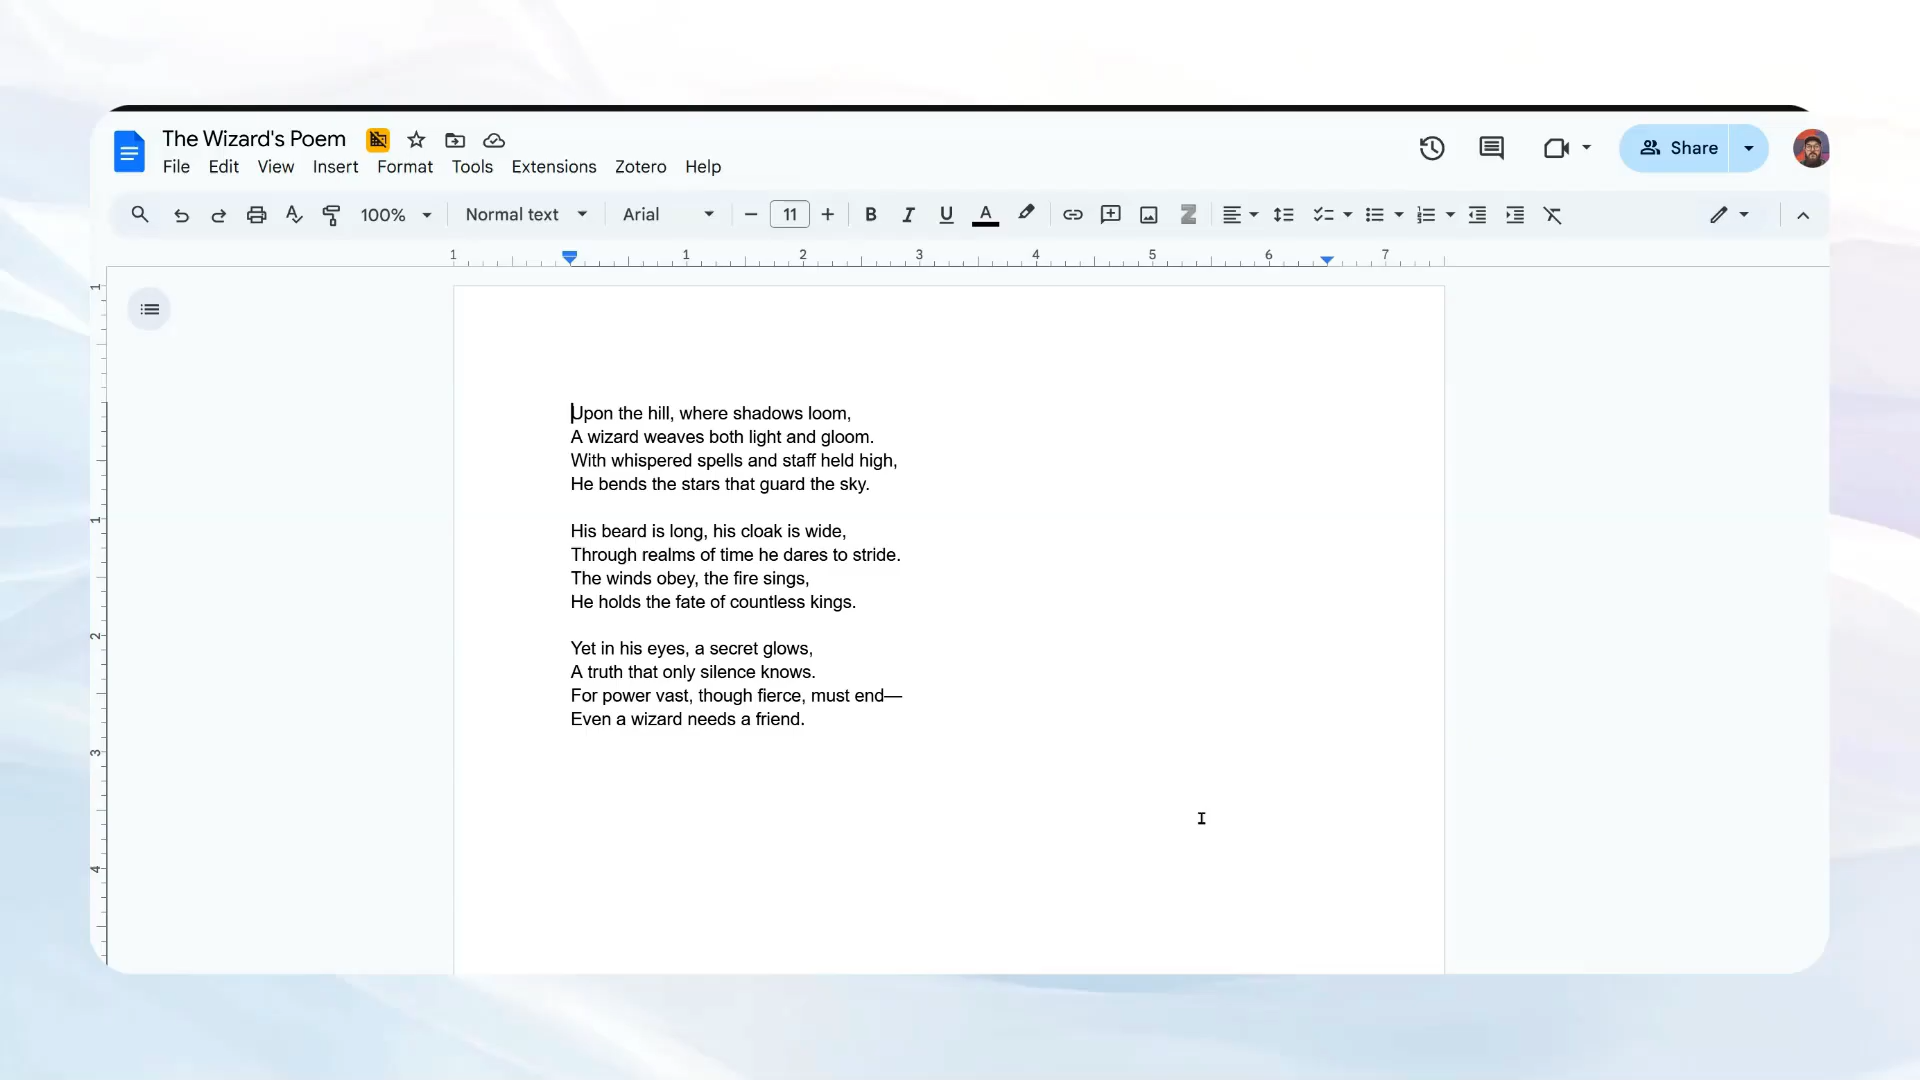 The Wizard's Poem
File Edit View Insert Format Tools Extensions Zotero Help
Share
100% Normal text Arial 11
1 1 2 3 4 5 6 7
1
1
2
3
4
Upon the hill, where shadows loom,
A wizard weaves both light and gloom.
With whispered spells and staff held high,
He bends the stars that guard the sky.
His beard is long, his cloak is wide,
Through realms of time he dares to stride.
The winds obey, the fire sings,
He holds the fate of countless kings.
Yet in his eyes, a secret glows,
A truth that only silence knows.
For power vast, though fierce, must end—
Even a wizard needs a friend.